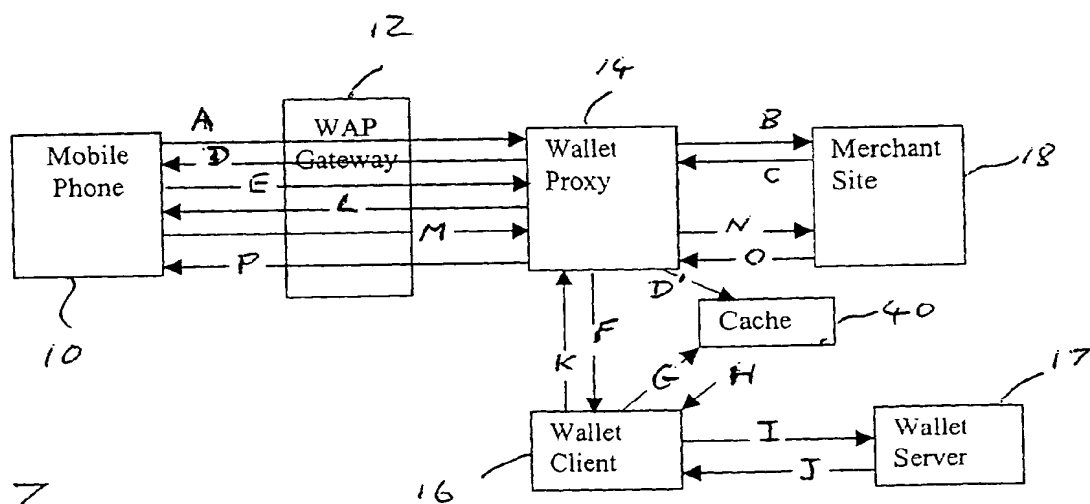 12
14
A
WAP
Gateway
Mobile
Phone
D
E
L
M
P
Wallet
Proxy
B
C
N
O
Merchant
Site
18
10
D'
Cache
40
F
K
G
H
17
Wallet
Client
I
J
Wallet
Server
7
16